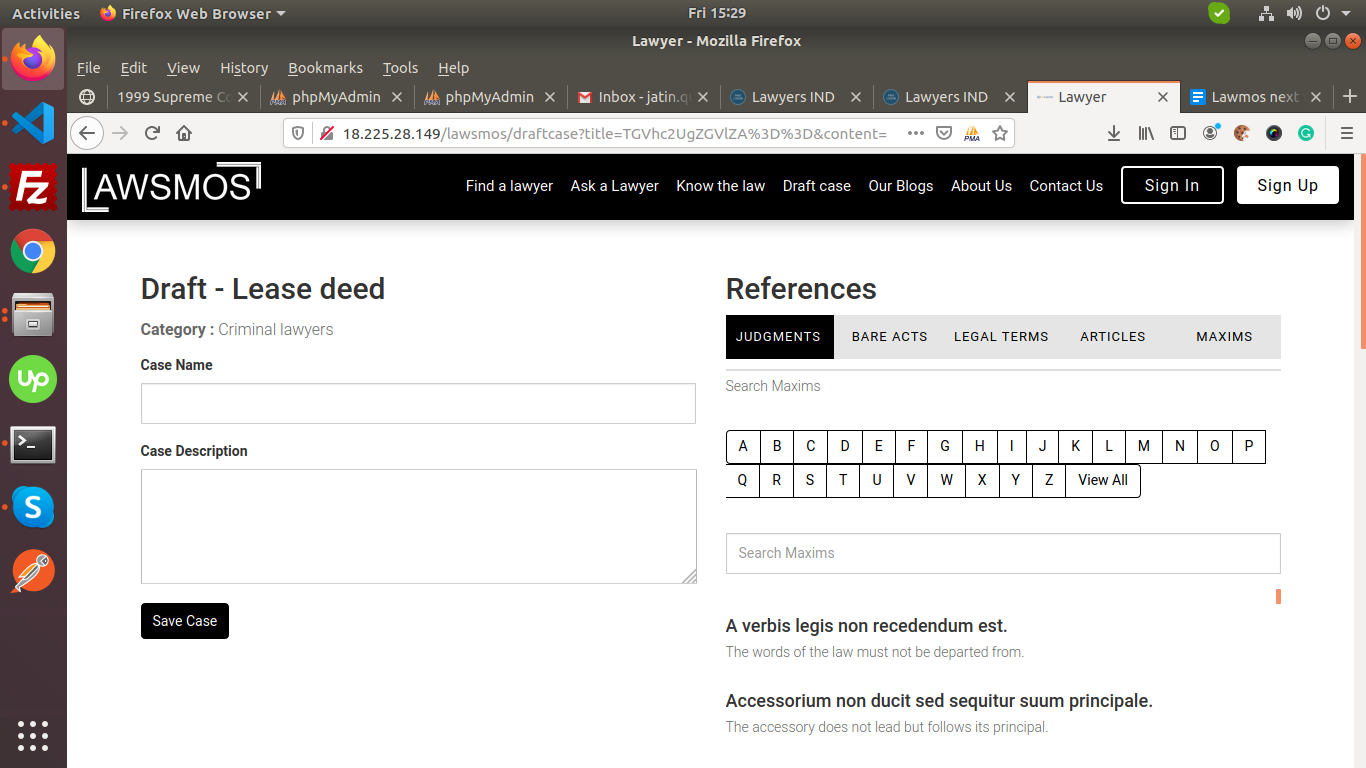 Activities Firefox Web Browser Fri 15:29
Lawyer - Mozilla Firefox
File Edit View History Bookmarks Tools Help
1999 Supreme Co phpMyAdmin phpMyAdmin Inbox - jatin.q Lawyers IND Lawyers IND Lawyer Lawmos next
18.225.28.149/lawsmos/draftcase?title=TGVhc2UgZGVlZA%3D%3D&content=
PMA
LAWSMOS Find a lawyer Ask a Lawyer Know the law Draft case Our Blogs About Us Contact Us Sign In Sign Up
Draft - Lease deed
Category : Criminal lawyers
Case Name
Case Description
Save Case
References
JUDGMENTS BARE ACTS LEGAL TERMS ARTICLES MAXIMS
Search Maxims
A B C D E F G H I J K L M N O P
Q R S T U V W X Y Z View All
Search Maxims
A verbis legis non recedendum est.
The words of the law must not be departed from.
Accessorium non ducit sed sequitur suum principale.
The accessory does not lead but follows its principal.